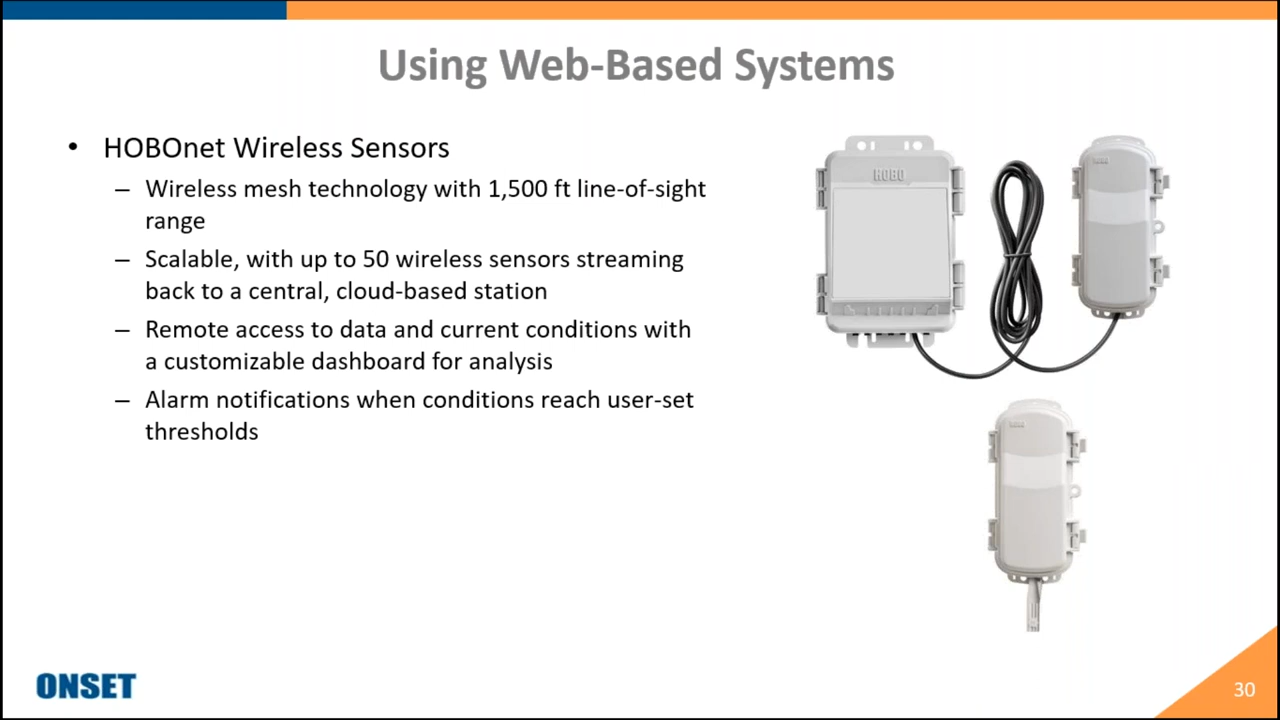 Using Web-Based Systems
• HOBOnet Wireless Sensors
– Wireless mesh technology with 1,500 ft line-of-sight
range
– Scalable, with up to 50 wireless sensors streaming
back to a central, cloud-based station
– Remote access to data and current conditions with
a customizable dashboard for analysis
– Alarm notifications when conditions reach user-set
thresholds
HOBO
ONSET
30